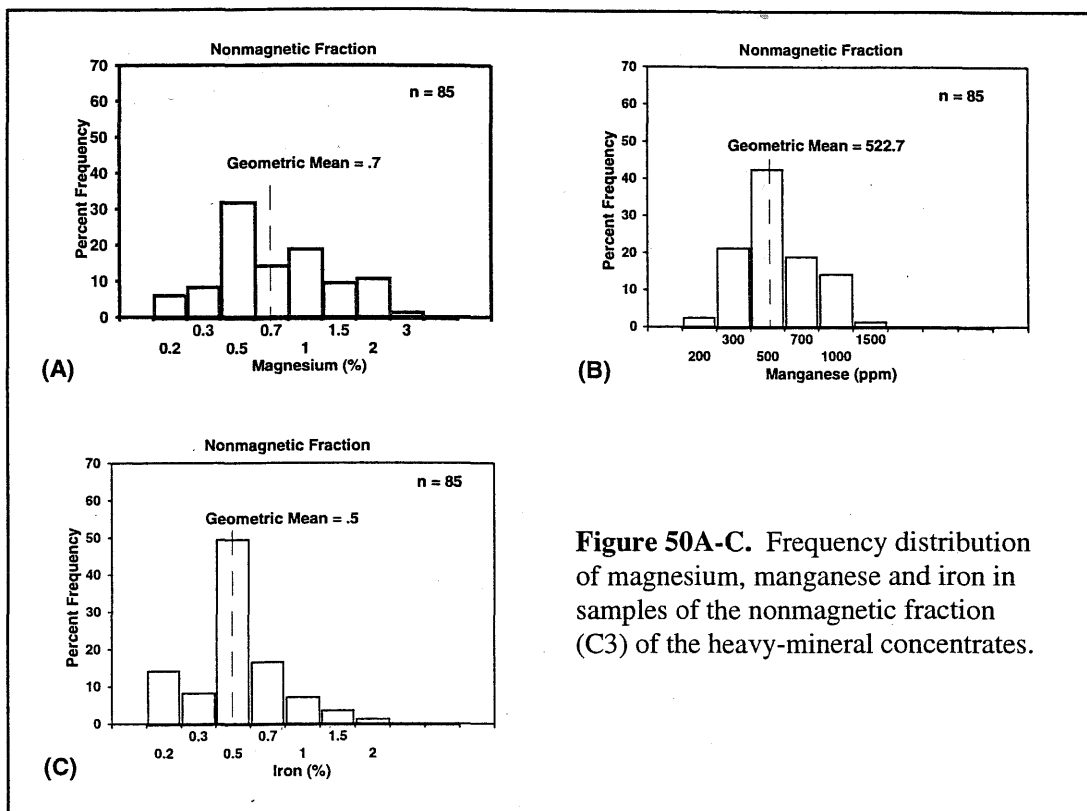 Nonmagnetic Fraction
70
60
50
40
30
20
10
0
Percent Frequency
n = 85
Geometric Mean = .7
0.3 0.7 1.5 3
0.2 0.5 1 2
Magnesium (%)
(A)
Nonmagnetic Fraction
70
60
50
40
30
20
10
0
Percent Frequency
n = 85
Geometric Mean = 522.7
300 700 1500
200 500 1000
Manganese (ppm)
(B)
Nonmagnetic Fraction
70
60
50
40
30
20
10
0
Percent Frequency
n = 85
Geometric Mean = .5
0.3 0.7 1.5
0.2 0.5 1 2
Iron (%)
(C)
Figure 50A-C. Frequency distribution
of magnesium, manganese and iron in
samples of the nonmagnetic fraction
(C3) of the heavy-mineral concentrates.